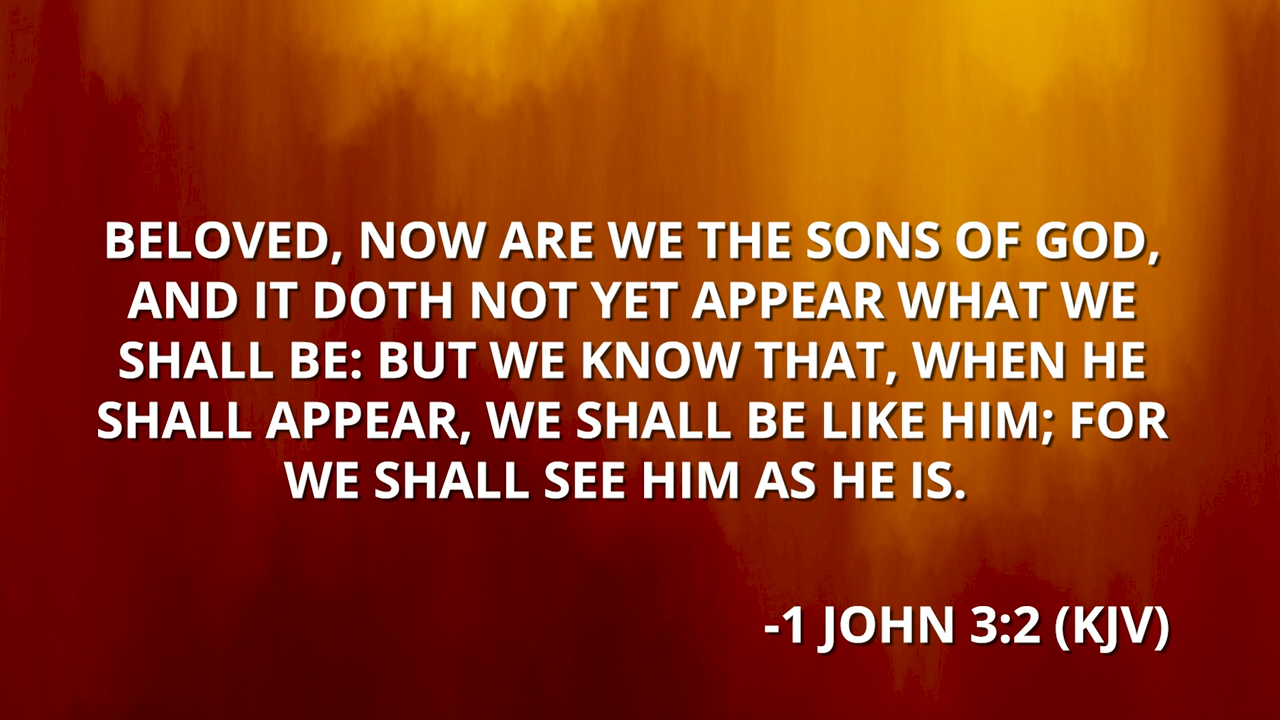 BELOVED, NOW ARE WE THE SONS OF GOD,
AND IT DOTH NOT YET APPEAR WHAT WE
SHALL BE: BUT WE KNOW THAT, WHEN HE
SHALL APPEAR, WE SHALL BE LIKE HIM; FOR
WE SHALL SEE HIM AS HE IS.
-1 JOHN 3:2 (KJV)